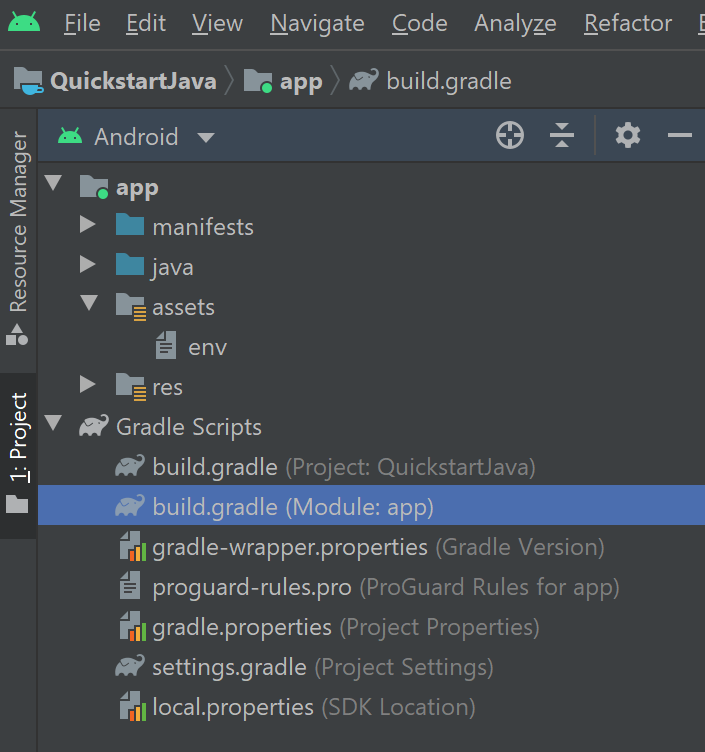 File Edit View Navigate Code Analyze Refactor
QuickstartJava app build.gradle
Android
Resource Manager
1: Project
app
manifests
java
assets
env
res
Gradle Scripts
build.gradle (Project: QuickstartJava)
build.gradle (Module: app)
gradle-wrapper.properties (Gradle Version)
proguard-rules.pro (ProGuard Rules for app)
gradle.properties (Project Properties)
settings.gradle (Project Settings)
local.properties (SDK Location)